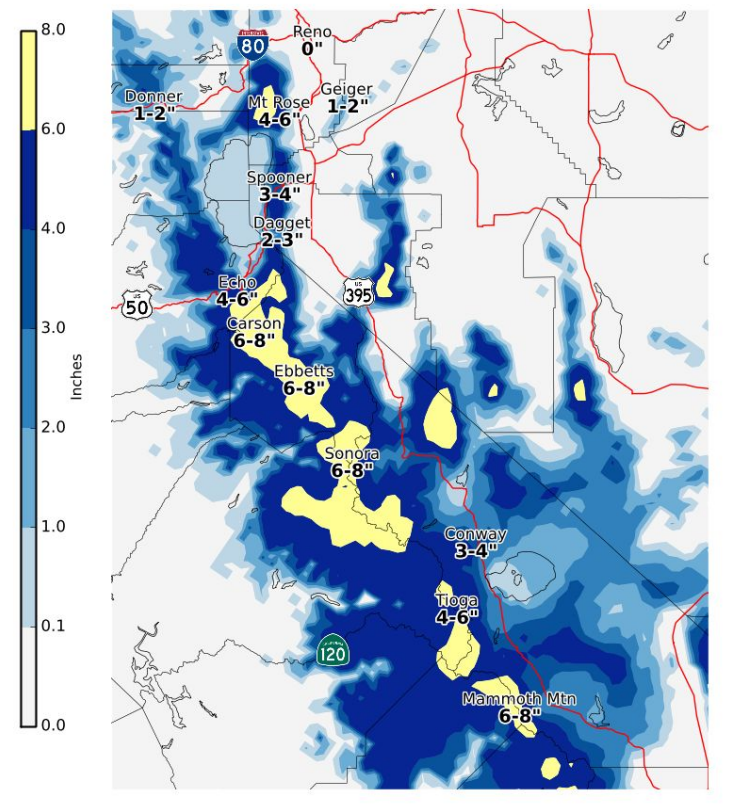 8.0
6.0
4.0
3.0
2.0
1.0
0.1
0.0
Inches
Reno
0"
80
Donner
1-2"
Mt Rose
4-6"
Geiger
1-2"
Spooner
3-4"
Dagget
2-3"
Echo
4-6"
US
50
US
395
Carson
6-8"
Ebbetts
6-8"
Sonora
6-8"
Conway
3-4"
Tioga
4-6"
120
Mammoth Mtn
6-8"